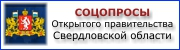 СОЦОПРОСЫ
Открытого правительства
Свердловской области